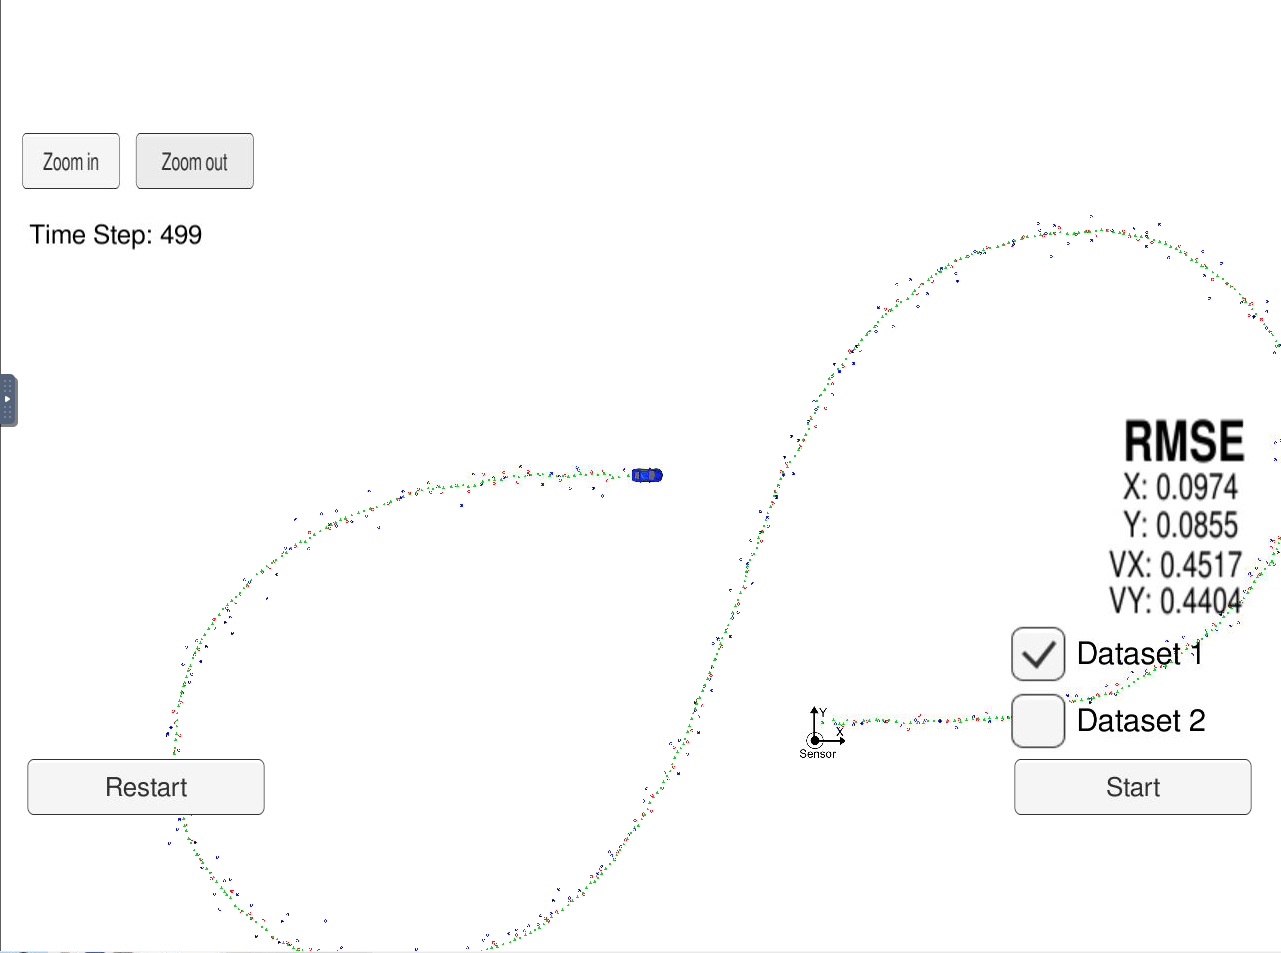 Zoom in
Zoom out
Time Step: 499
RMSE
X: 0.0974
Y: 0.0855
VX: 0.4517
VY: 0.4404
Dataset 1
Y
X
Sensor
Dataset 2
Restart
Start